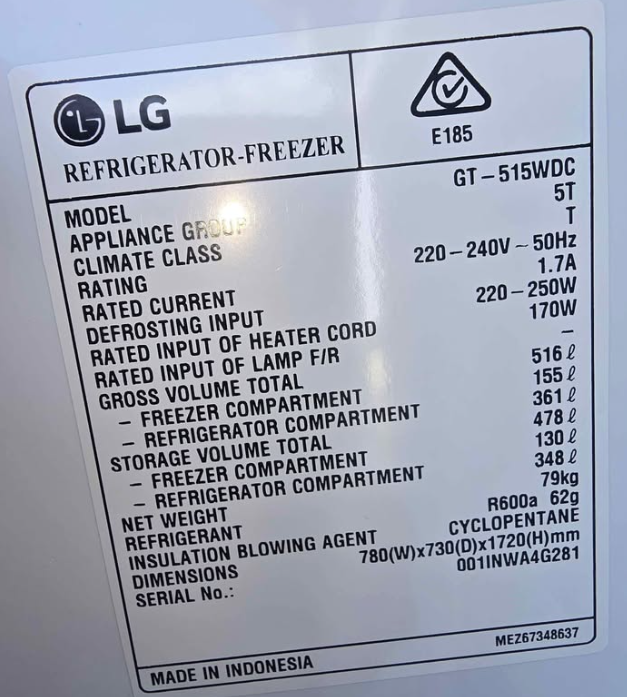 LG
REFRIGERATOR-FREEZER
E185
MODEL GT-515WDC
APPLIANCE GROUP 5T
CLIMATE CLASS T
RATING 220-240V~50Hz
RATED CURRENT 1.7A
DEFROSTING INPUT 220-250W
RATED INPUT OF HEATER CORD 170W
RATED INPUT OF LAMP F/R -
GROSS VOLUME TOTAL 516 ℓ
- FREEZER COMPARTMENT 155 ℓ
- REFRIGERATOR COMPARTMENT 361 ℓ
STORAGE VOLUME TOTAL 478 ℓ
- FREEZER COMPARTMENT 130 ℓ
- REFRIGERATOR COMPARTMENT 348 ℓ
NET WEIGHT 79kg
REFRIGERANT R600a 62g
INSULATION BLOWING AGENT CYCLOPENTANE
DIMENSIONS 780(W)x730(D)x1720(H)mm
SERIAL No.: 001INWA4G281
MEZ67348637
MADE IN INDONESIA